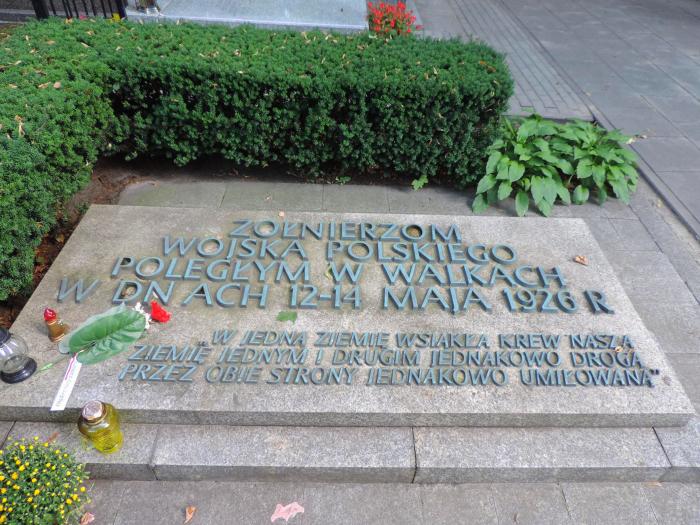 ŻOŁNIERZOM
WOJSKA POLSKIEGO
POLEGŁYM W WALKACH
W DNIACH 12-14 MAJA 1926 R
„W JEDNĄ ZIEMIĘ WSIĄKŁA KREW NASZA
ZIEMIĘ JEDNYM I DRUGIM JEDNAKOWO DROGĄ
PRZEZ OBIE STRONY JEDNAKOWO UMIŁOWANĄ"